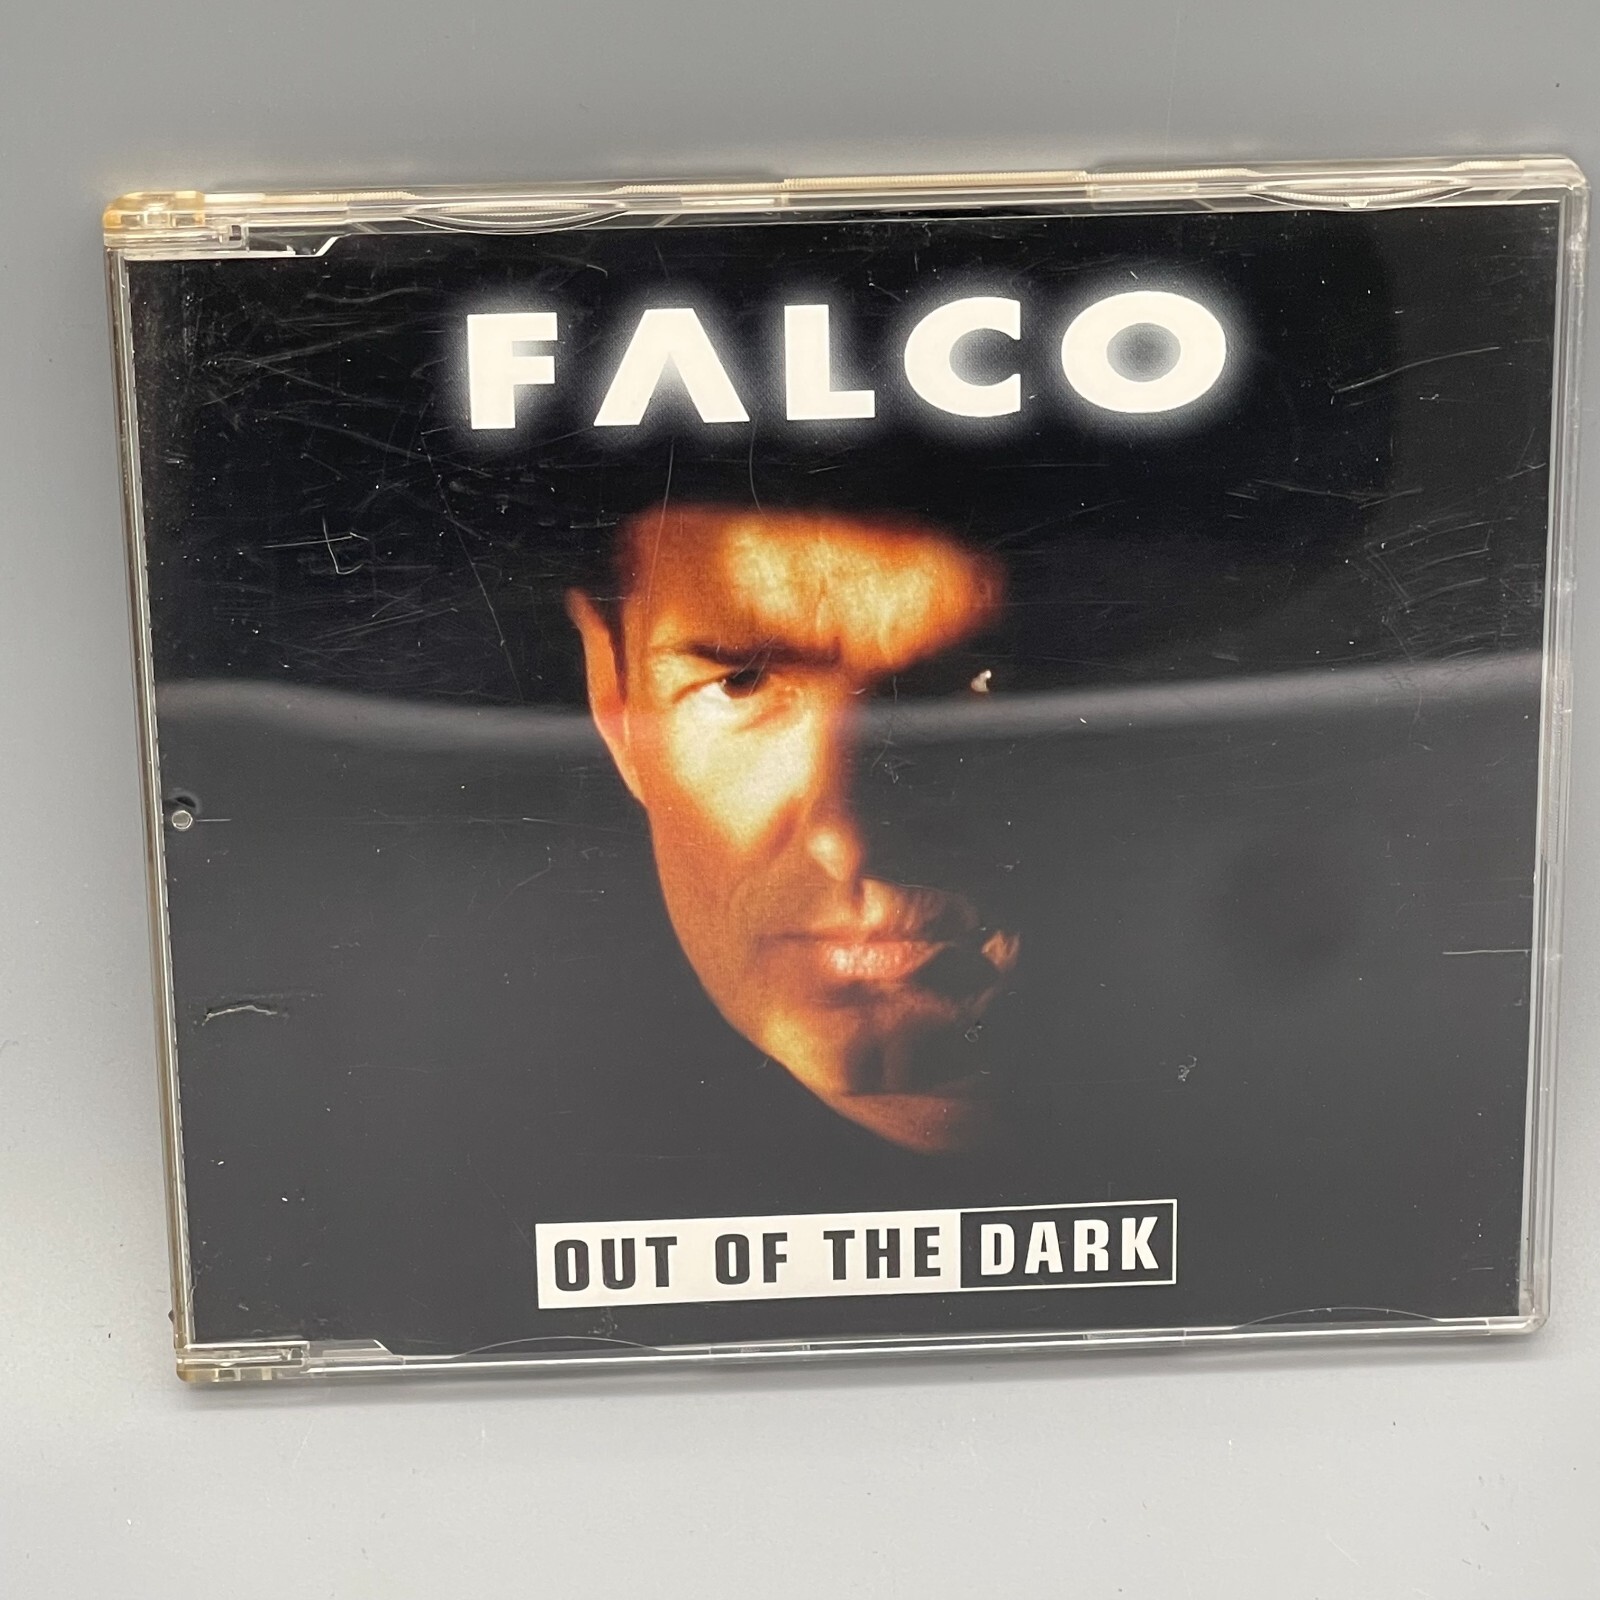 FALCO
OUT OF THE DARK